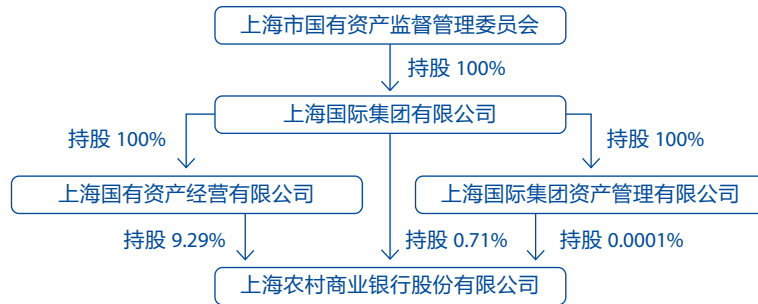 上海市国有资产监督管理委员会
持股 100%
上海国际集团有限公司
持股 100%
持股 100%
上海国有资产经营有限公司
上海国际集团资产管理有限公司
持股 9.29%
持股 0.71%
持股 0.0001%
上海农村商业银行股份有限公司